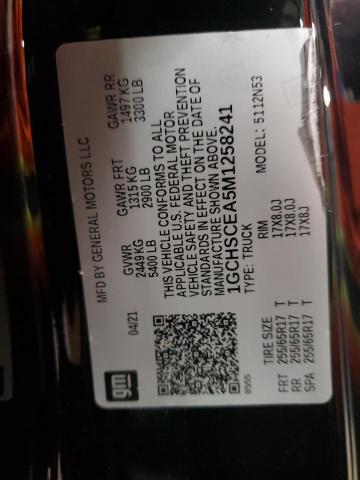 MFD BY GENERAL MOTORS LLC
04/21
GVWR GAWR FRT GAWR RR
2449 KG 1315 KG 1497 KG
5400 LB 2900 LB 3300 LB
THIS VEHICLE CONFORMS TO ALL
APPLICABLE U.S. FEDERAL MOTOR
VEHICLE SAFETY AND THEFT PREVENTION
STANDARDS IN EFFECT ON THE DATE OF
MANUFACTURE SHOWN ABOVE.
1GCHSCEA5M1258241
TYPE: TRUCK MODEL: 5112N53
gm
8555
TIRE SIZE RIM
FRT 255/65R17 T 17X8.0J
RR 255/65R17 T 17X8.0J
SPA 255/65R17 T 17X8J